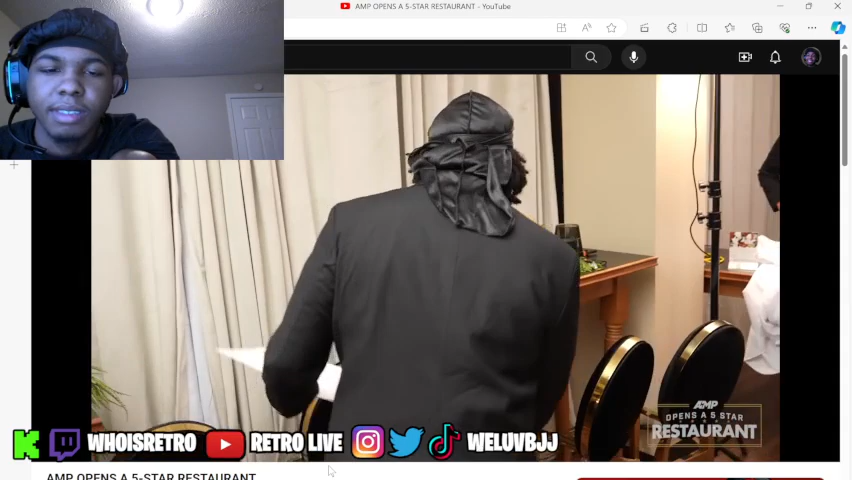 AMP OPENS A 5-STAR RESTAURANT - YouTube
AMP
OPENS A 5 STAR
RESTAURANT
WHOISRETRO RETRO LIVE WELUVBJJ
AMP OPENS A 5-STAR RESTAURANT